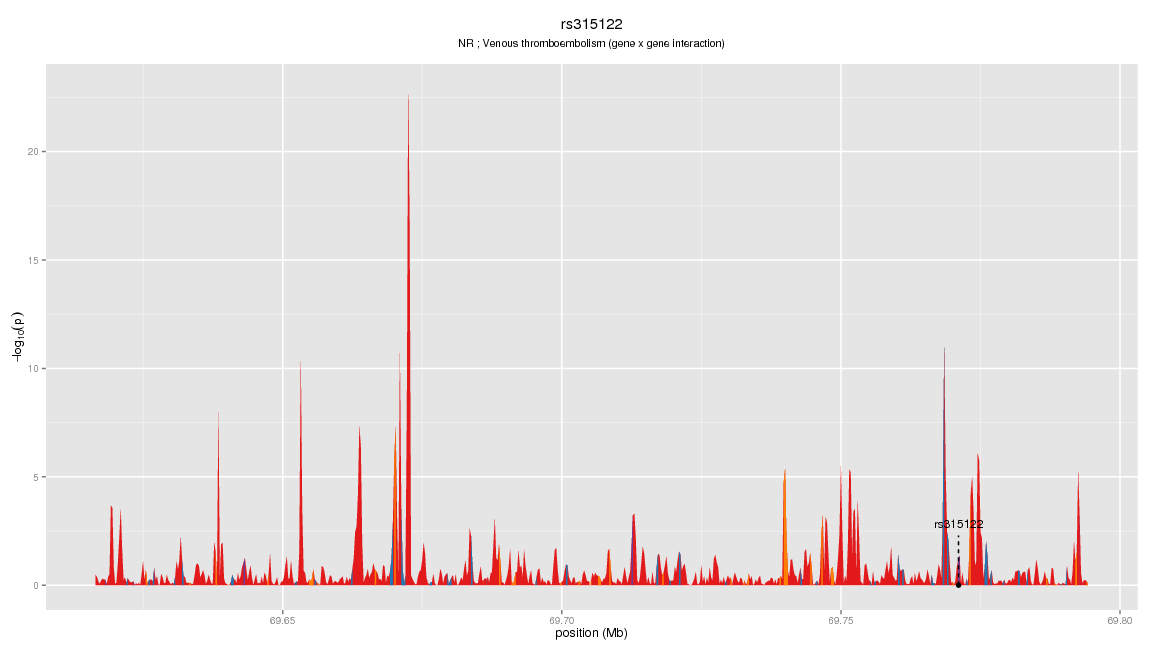 rs315122
NR ; Venous thromboembolism (gene x gene interaction)
−log10(p)
20
15
10
5
0
rs315122
69.65
69.70
69.75
69.80
position (Mb)